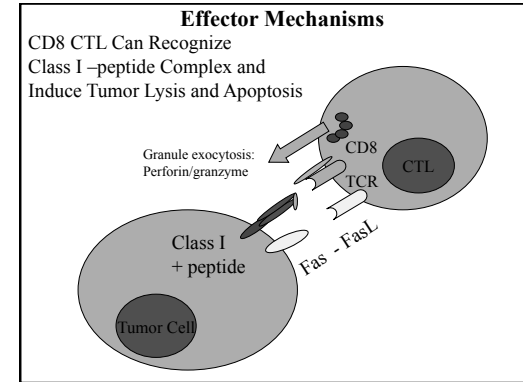 Effector Mechanisms
CD8 CTL Can Recognize
Class I –peptide Complex and
Induce Tumor Lysis and Apoptosis
Granule exocytosis:
Perforin/granzyme
CD8
CTL
TCR
Fas - FasL
Class I
+ peptide
Tumor Cell